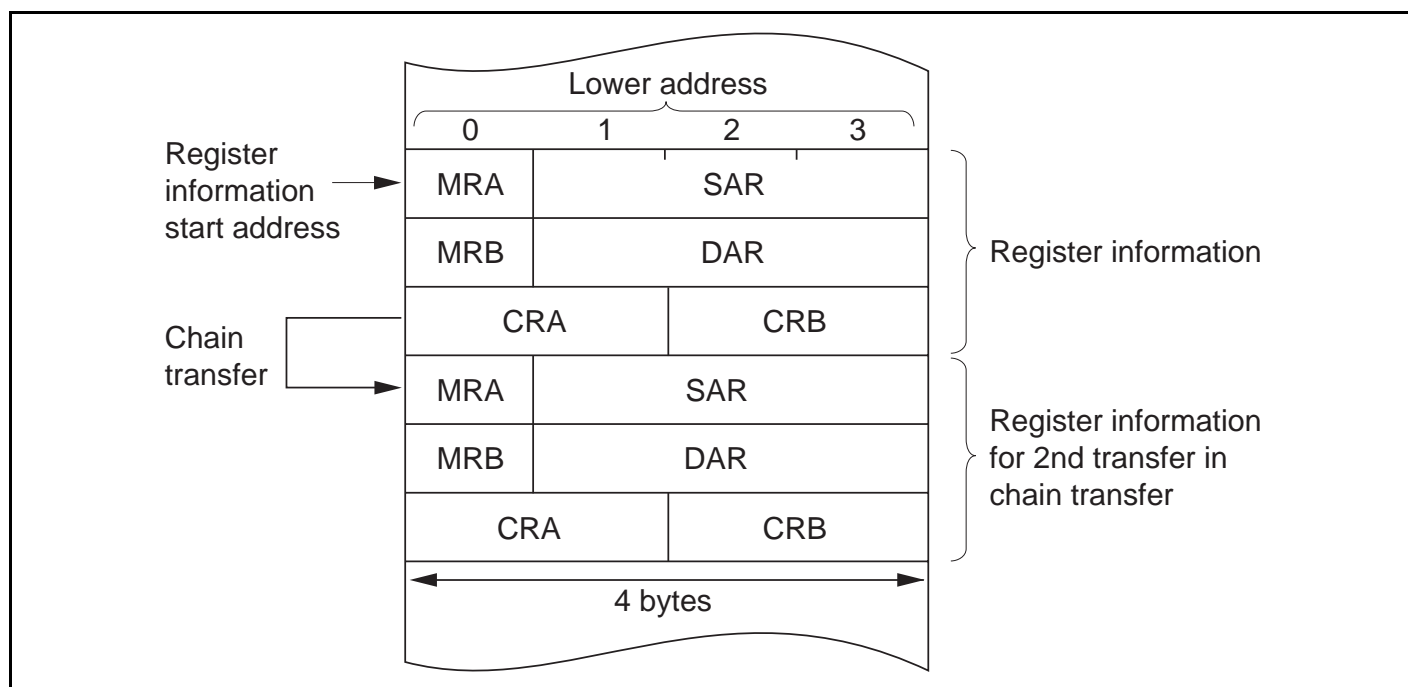 Lower address
0 1 2 3
Register
information
start address
MRA SAR
MRB DAR
Register information
CRA CRB
Chain
transfer
MRA SAR
MRB DAR
Register information
for 2nd transfer in
chain transfer
CRA CRB
4 bytes